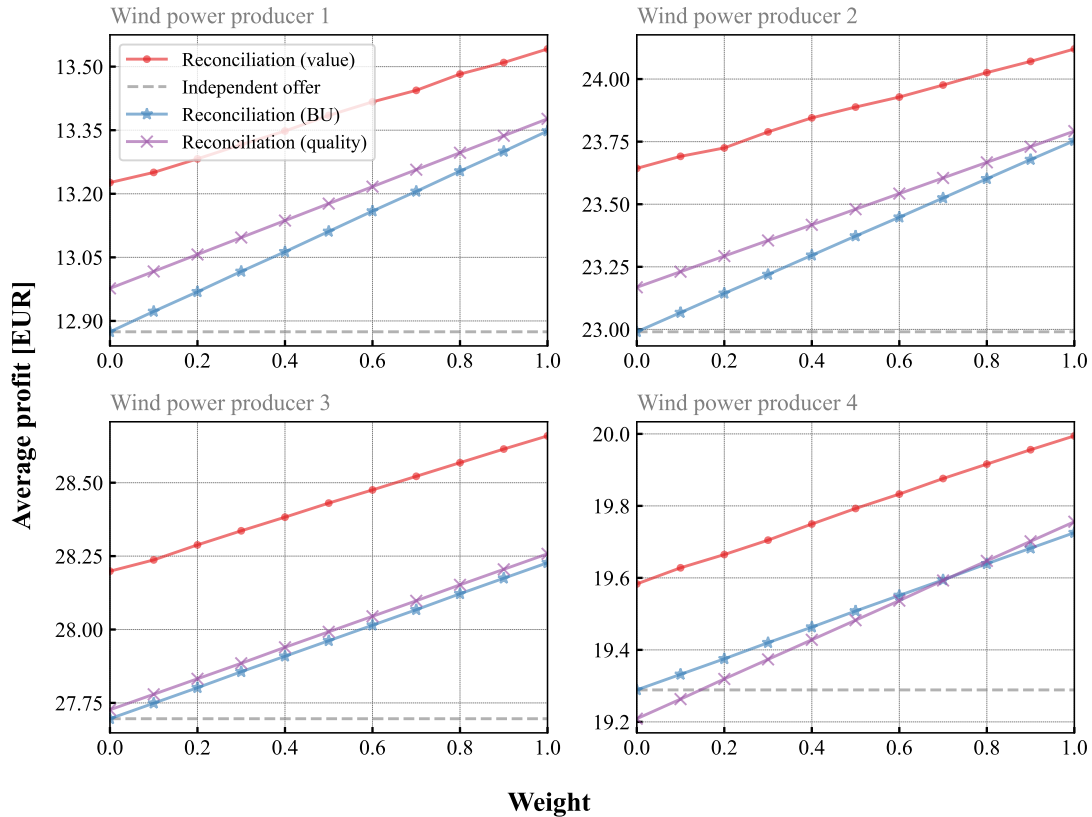 Wind power producer 1
Wind power producer 2
13.50
13.35
13.20
13.05
12.90
Reconciliation (value)
Independent offer
Reconciliation (BU)
Reconciliation (quality)
0.0 0.2 0.4 0.6 0.8 1.0
24.00
23.75
23.50
23.25
23.00
0.0 0.2 0.4 0.6 0.8 1.0
Average profit [EUR]
Wind power producer 3
Wind power producer 4
28.50
28.25
28.00
27.75
0.0 0.2 0.4 0.6 0.8 1.0
20.0
19.8
19.6
19.4
19.2
0.0 0.2 0.4 0.6 0.8 1.0
Weight